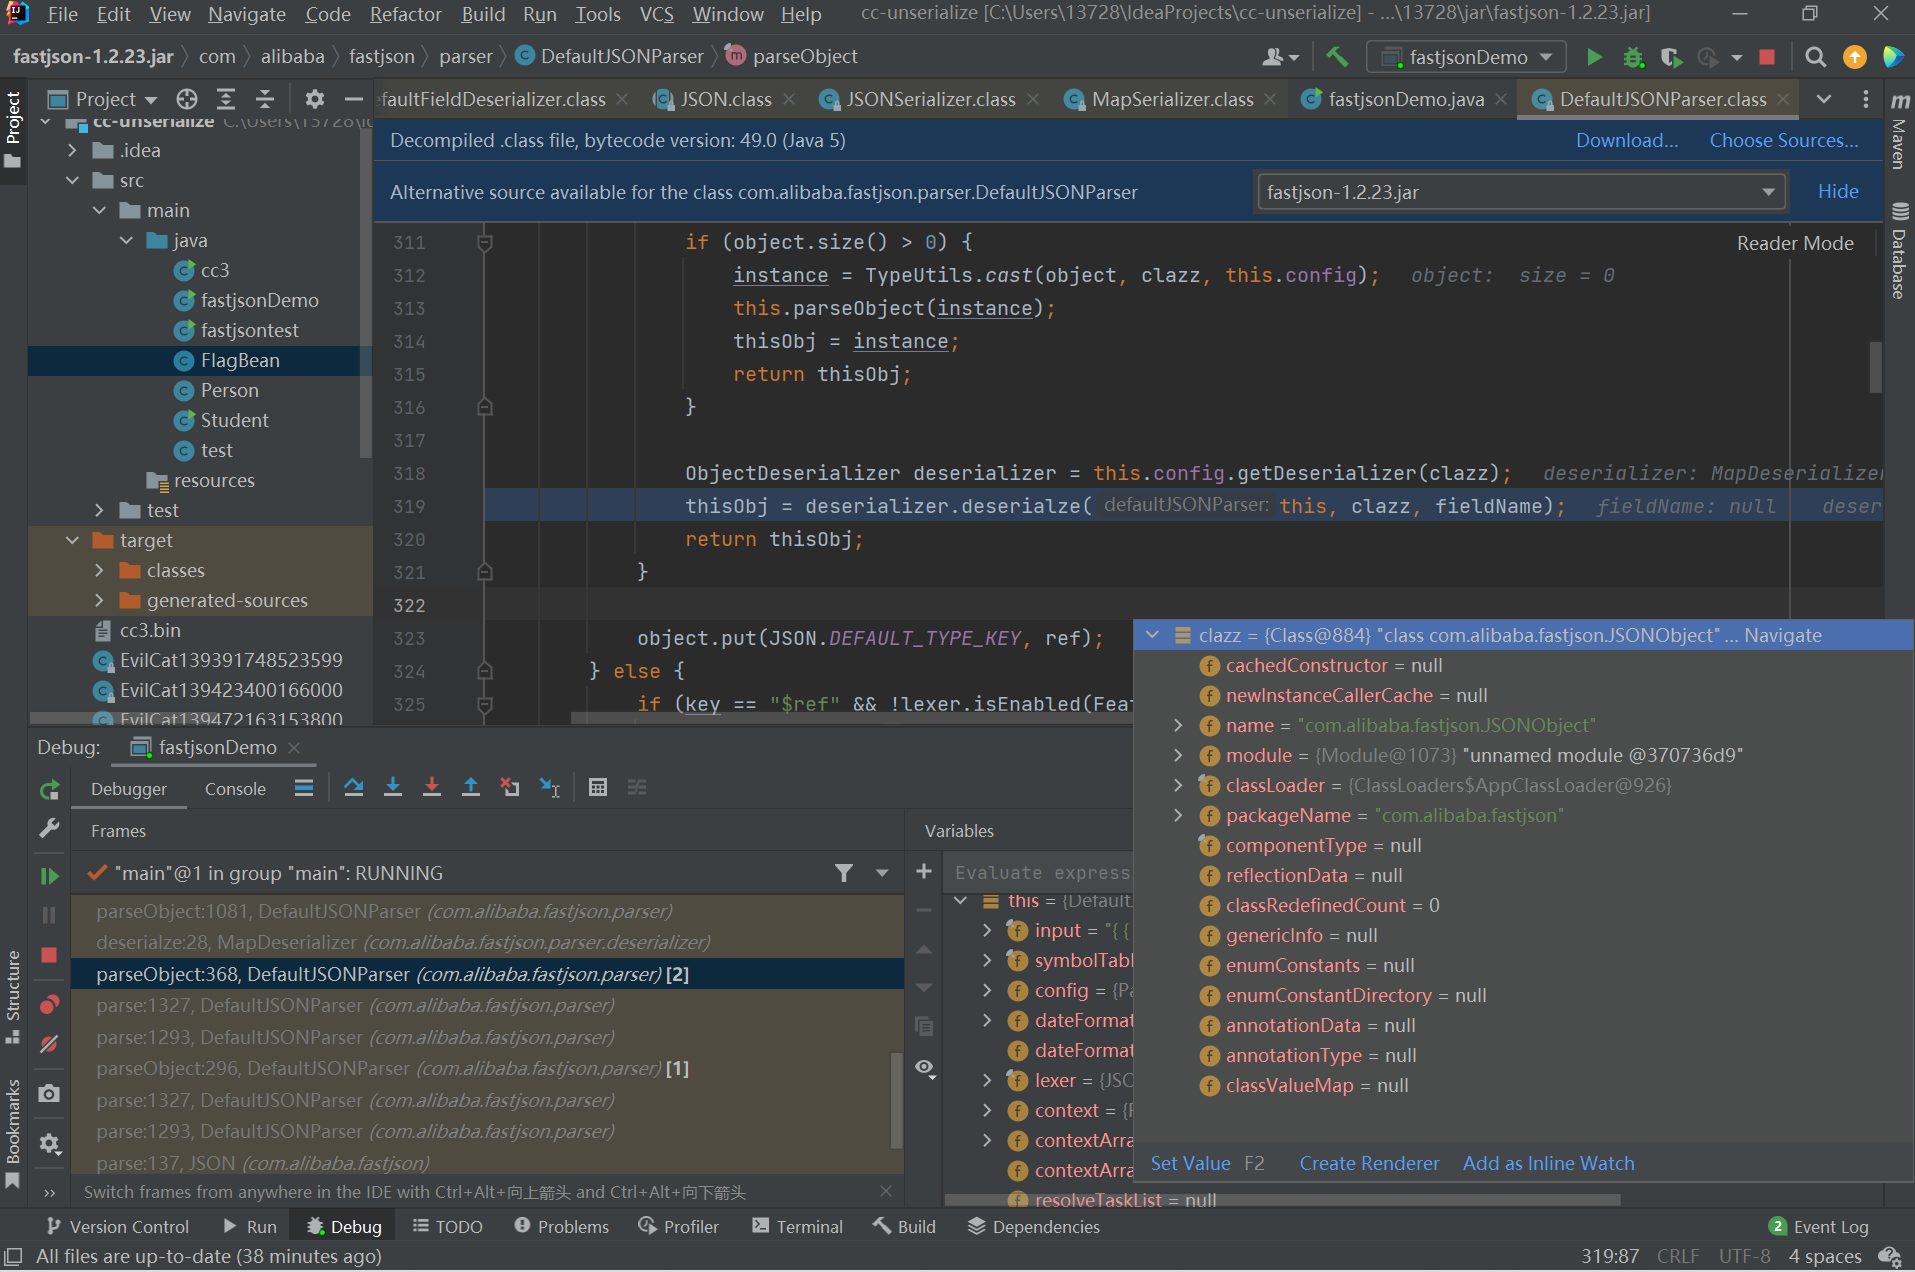 File Edit View Navigate Code Refactor Build Run Tools VCS Window Help cc-unserialize [C:\Users\13728\IdeaProjects\cc-unserialize] - ...\13728\jar\fastjson-1.2.23.jar]
fastjson-1.2.23.jar com alibaba fastjson parser DefaultJSONParser parseObject
fastjsonDemo
Project
Project
faultFieldDeserializer.class JSON.class JSONSerializer.class MapSerializer.class fastjsonDemo.java DefaultJSONParser.class
Maven
Database
cc-unserialize
.idea
src
main
java
cc3
fastjsonDemo
fastjsontest
FlagBean
Person
Student
test
resources
test
target
classes
generated-sources
cc3.bin
EvilCat139391748523599
EvilCat139423400166000
EvilCat139472163153800
Decompiled .class file, bytecode version: 49.0 (Java 5) Download... Choose Sources...
Alternative source available for the class com.alibaba.fastjson.parser.DefaultJSONParser fastjson-1.2.23.jar Hide
Reader Mode
311 if (object.size() > 0) {
312 instance = TypeUtils.cast(object, clazz, this.config); object: size = 0
313 this.parseObject(instance);
314 thisObj = instance;
315 return thisObj;
316 }
317
318 ObjectDeserializer deserializer = this.config.getDeserializer(clazz); deserializer: MapDeserializer
319 thisObj = deserializer.deserialze( defaultJSONParser: this, clazz, fieldName); fieldName: null deser
320 return thisObj;
321 }
322
323 object.put(JSON.DEFAULT_TYPE_KEY, ref);
324 } else {
325 if (key == "$ref" && !lexer.isEnabled(Fea
clazz = {Class@884} "class com.alibaba.fastjson.JSONObject" ... Navigate
cachedConstructor = null
newInstanceCallerCache = null
name = "com.alibaba.fastjson.JSONObject"
module = {Module@1073} "unnamed module @370736d9"
classLoader = {ClassLoaders$AppClassLoader@926}
packageName = "com.alibaba.fastjson"
componentType = null
reflectionData = null
classRedefinedCount = 0
genericInfo = null
enumConstants = null
enumConstantDirectory = null
annotationData = null
annotationType = null
classValueMap = null
Set Value F2 Create Renderer Add as Inline Watch
Debug: fastjsonDemo
Debugger Console
Frames
"main"@1 in group "main": RUNNING
parseObject:1081, DefaultJSONParser (com.alibaba.fastjson.parser)
deserialze:28, MapDeserializer (com.alibaba.fastjson.parser.deserializer)
parseObject:368, DefaultJSONParser (com.alibaba.fastjson.parser) [2]
parse:1327, DefaultJSONParser (com.alibaba.fastjson.parser)
parse:1293, DefaultJSONParser (com.alibaba.fastjson.parser)
parseObject:296, DefaultJSONParser (com.alibaba.fastjson.parser) [1]
parse:1327, DefaultJSONParser (com.alibaba.fastjson.parser)
parse:1293, DefaultJSONParser (com.alibaba.fastjson.parser)
parse:137, JSON (com.alibaba.fastjson)
Switch frames from anywhere in the IDE with Ctrl+Alt+向上箭头 and Ctrl+Alt+向下箭头
Variables
Evaluate express
this = {Default
input = "{ {
symbolTabl
config = {Pa
dateFormat
dateFormat
lexer = {JSC
context = {
contextArra
contextArra
resolveTaskList = null
Structure
Bookmarks
Version Control Run Debug TODO Problems Profiler Terminal Build Dependencies 2 Event Log
All files are up-to-date (38 minutes ago) 319:87 CRLF UTF-8 4 spaces